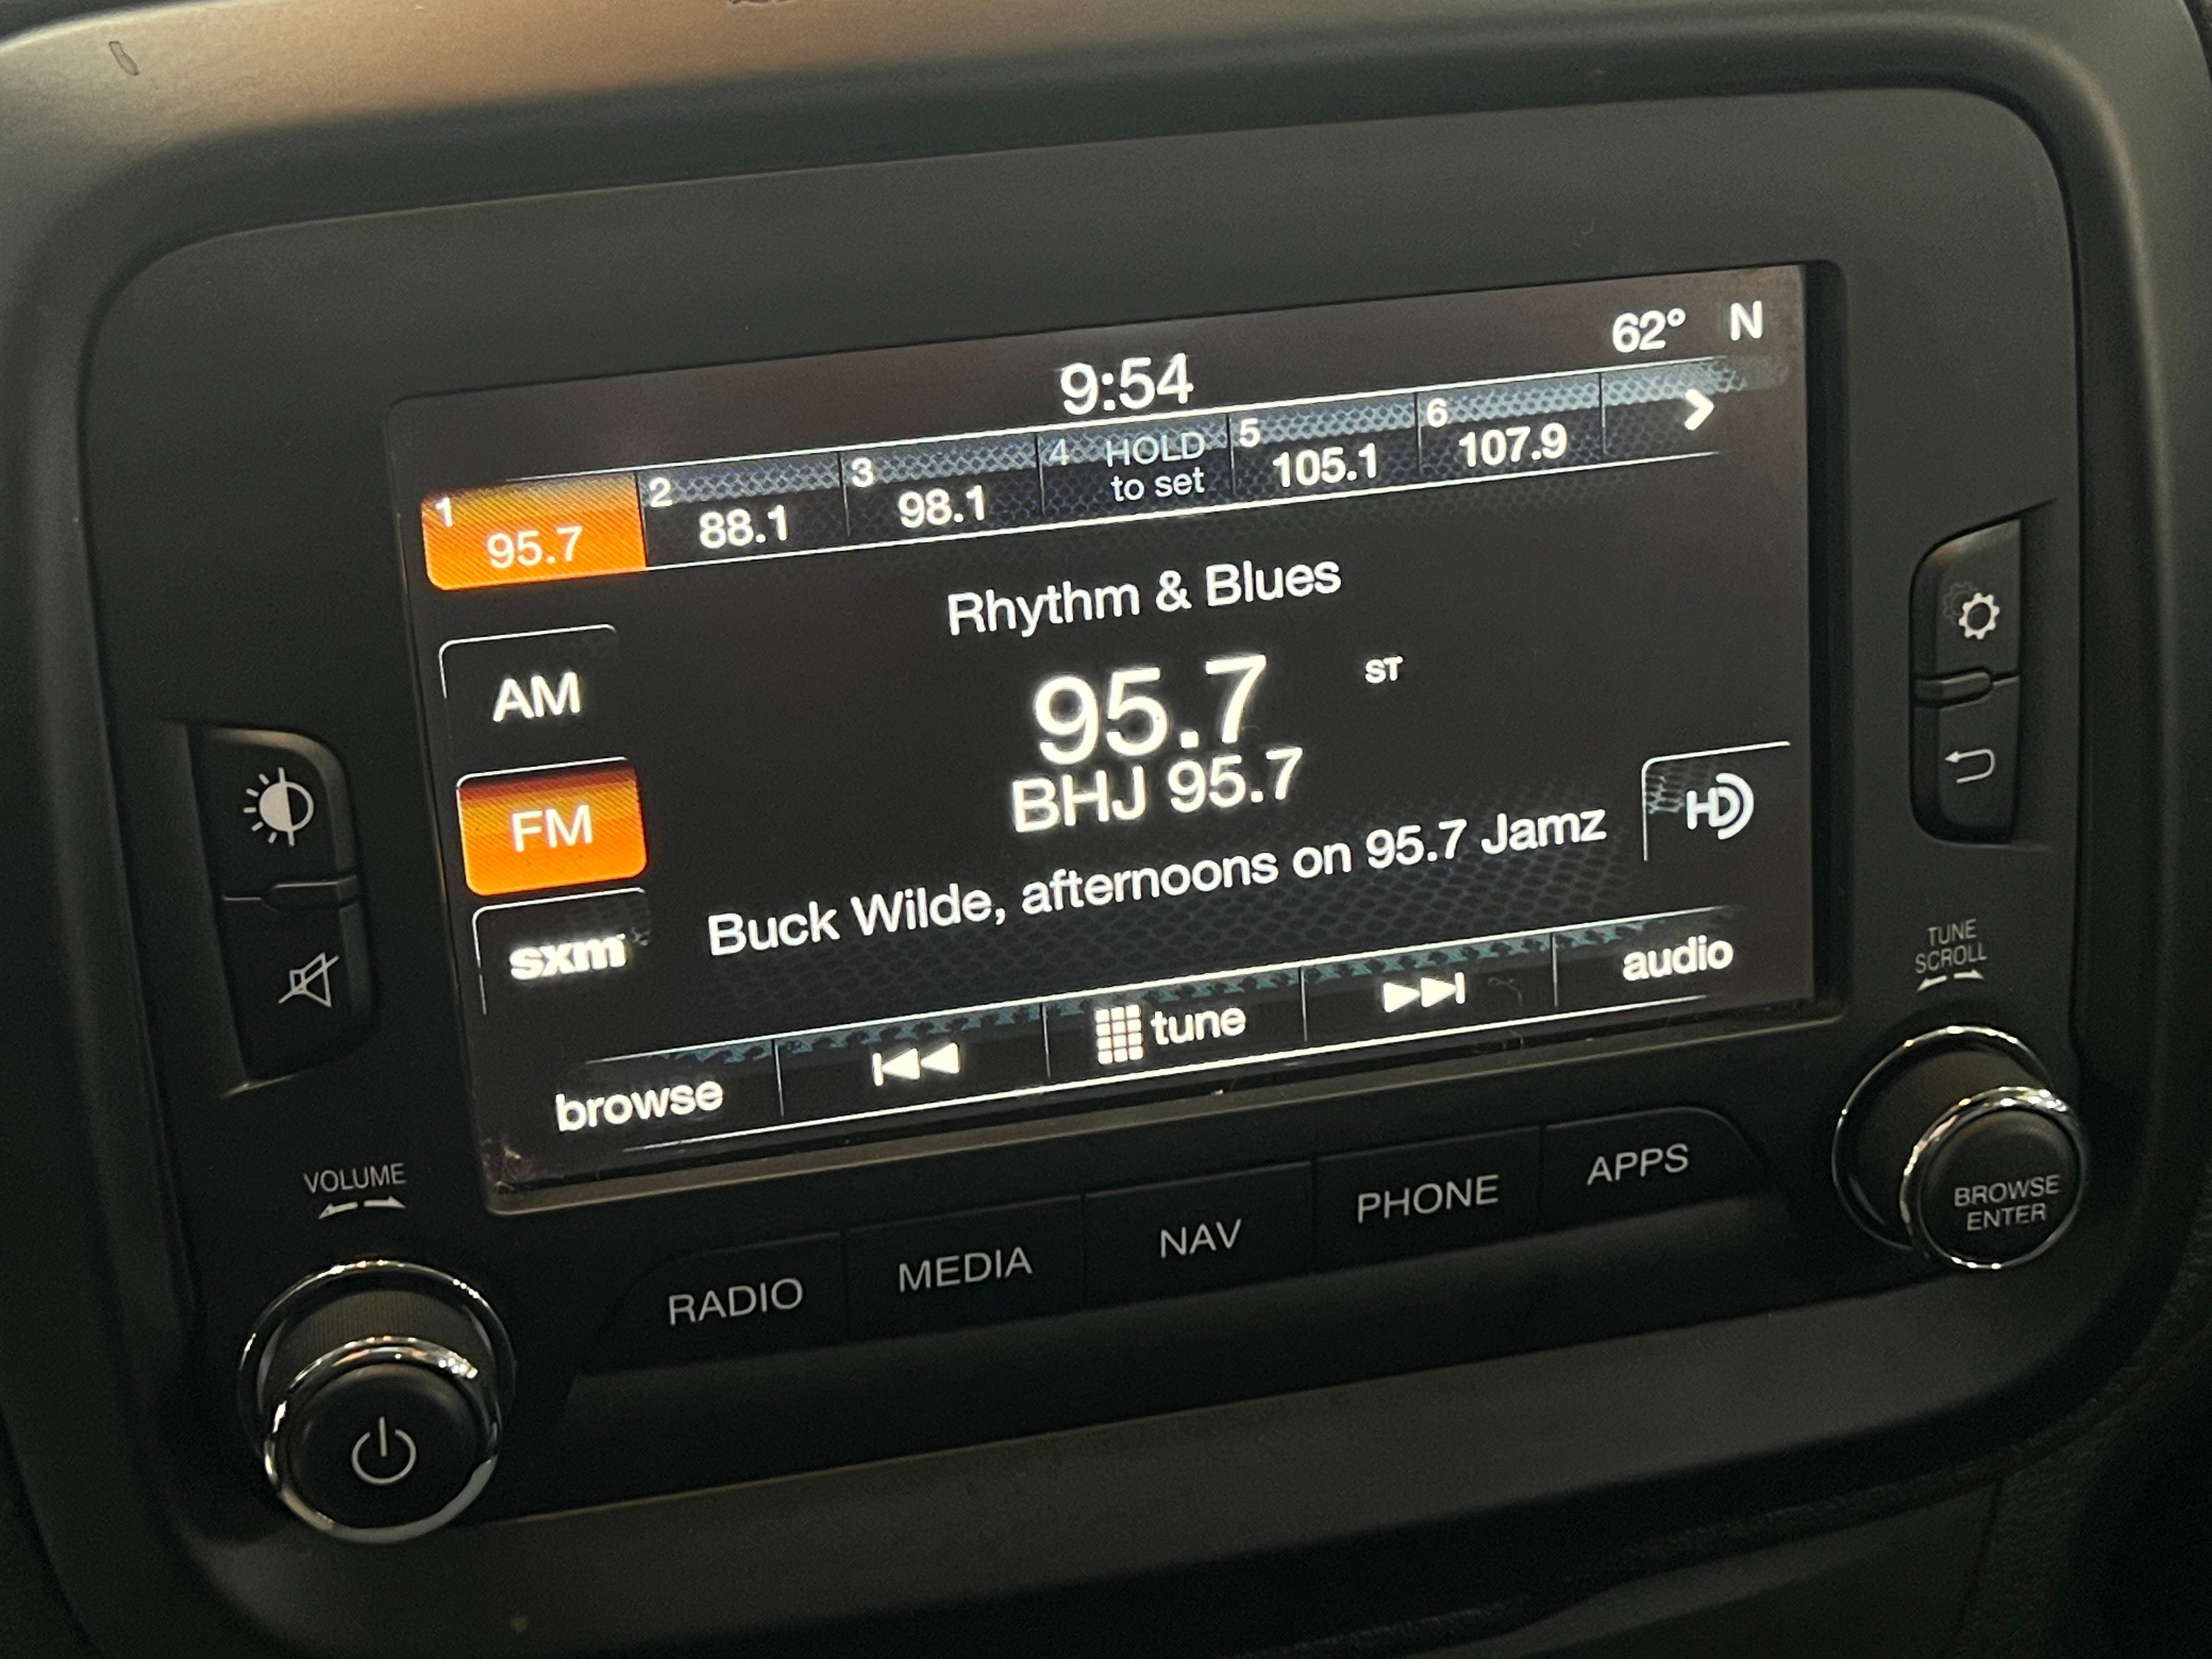 62° N
9:54
1 95.7
2 88.1
3 98.1
4 HOLD
to set
5 105.1
6 107.9
Rhythm & Blues
95.7 ST
BHJ 95.7
Buck Wilde, afternoons on 95.7 Jamz
AM
FM
sxm
HD
browse
tune
audio
VOLUME
TUNE
SCROLL
RADIO
MEDIA
NAV
PHONE
APPS
BROWSE
ENTER